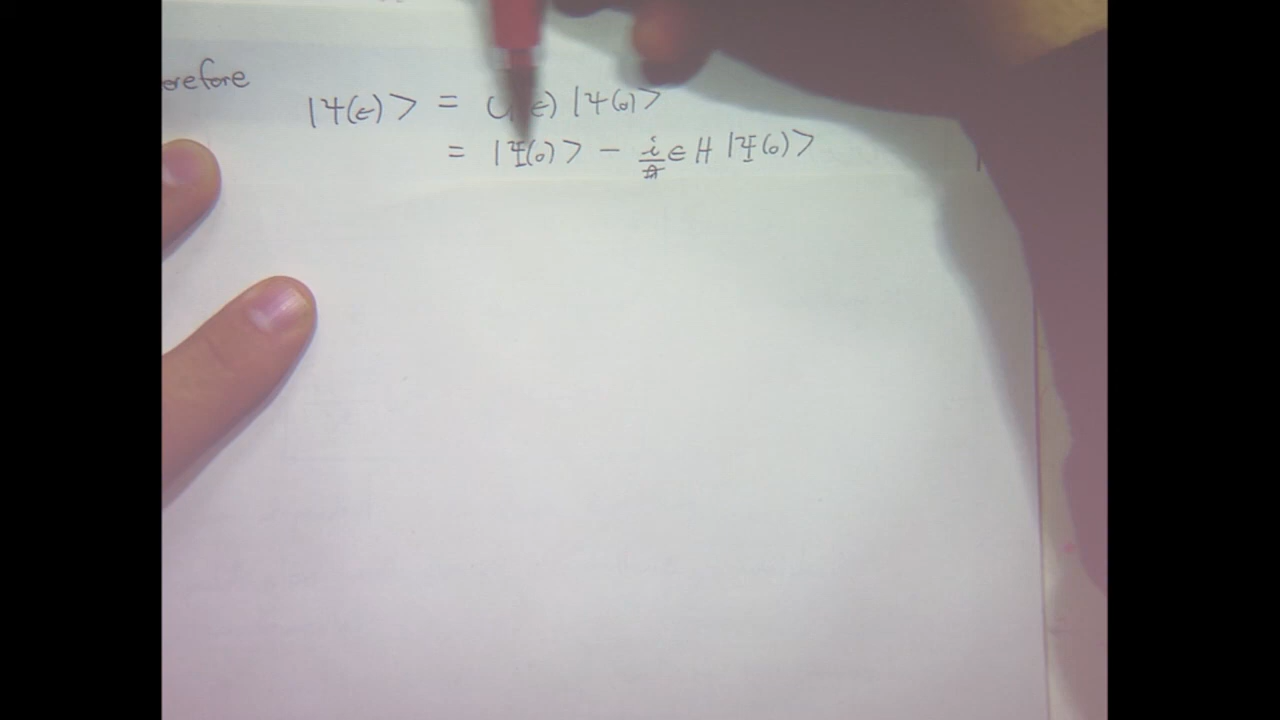 erefore
|Ψ(ϵ)> = U(ϵ) |Ψ(0)>
= |Ψ(0)> - i/ħ ϵ H |Ψ(0)>